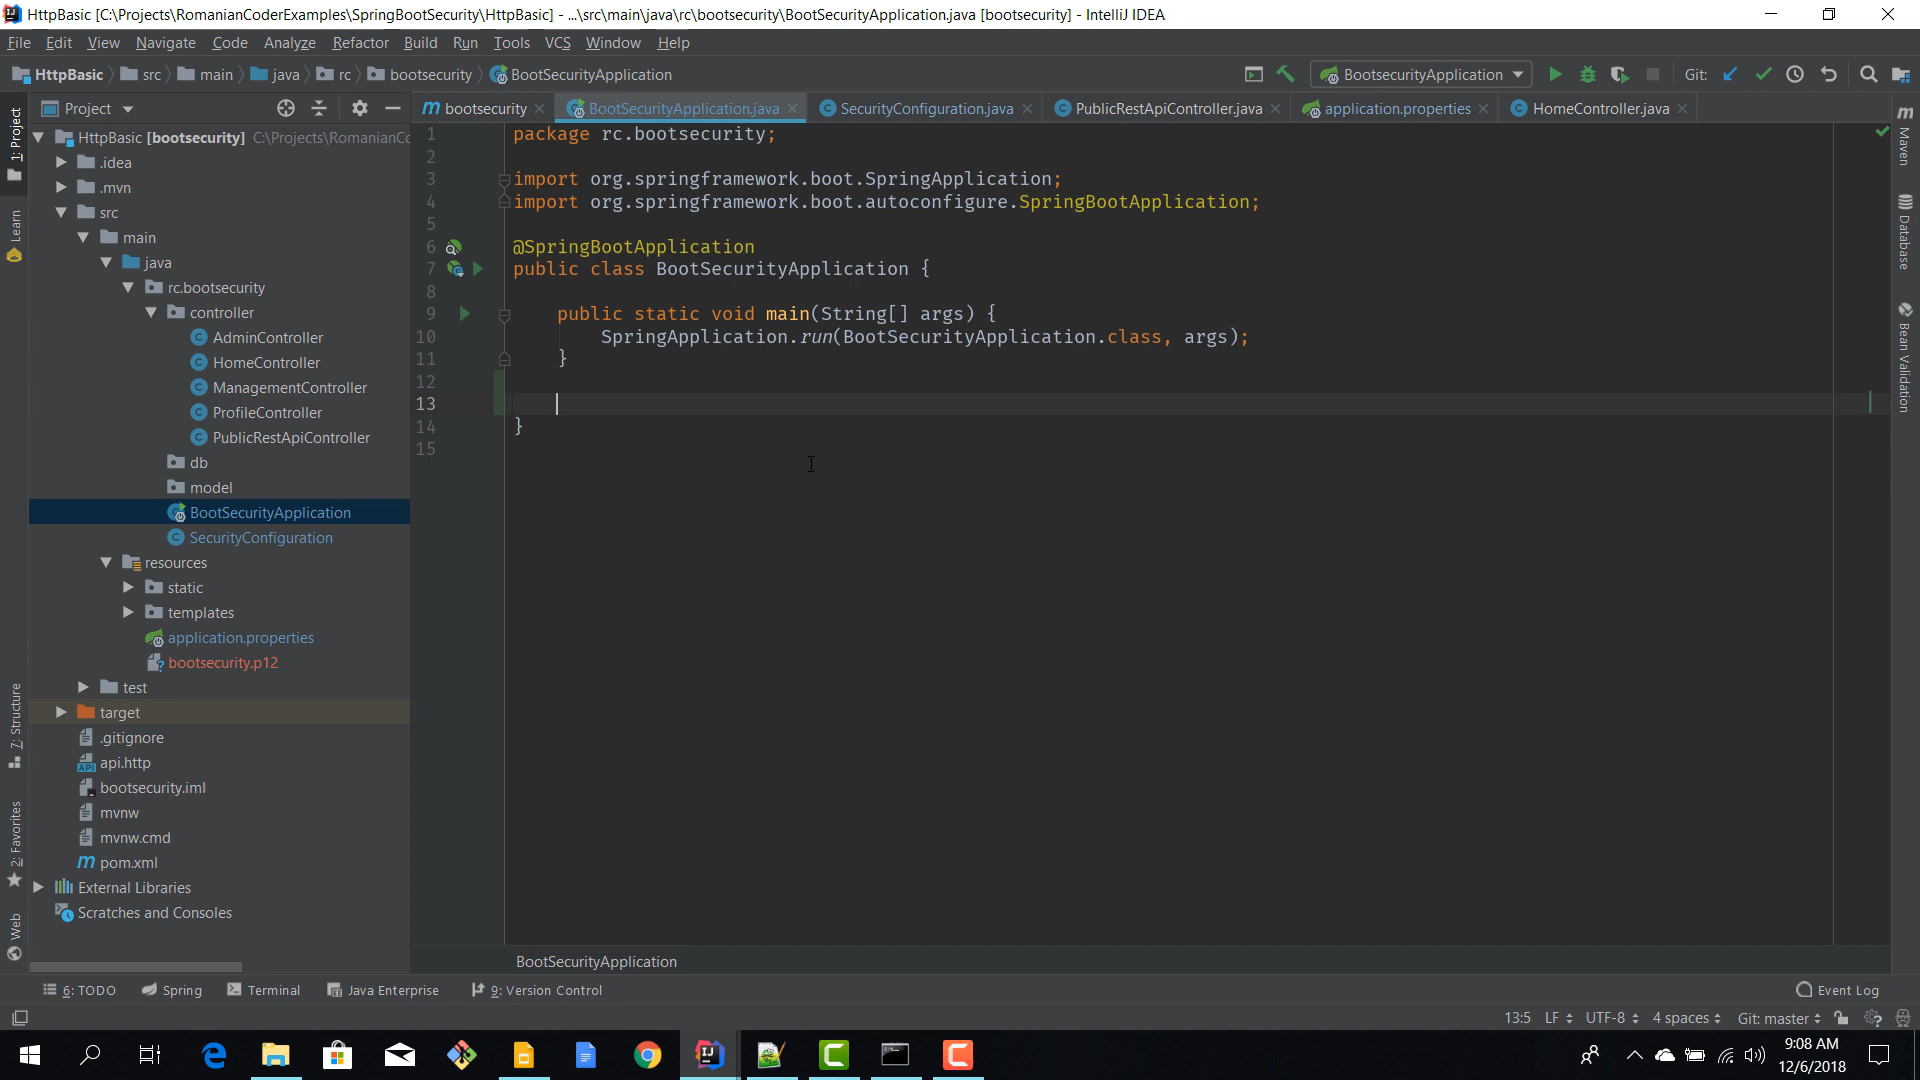 HttpBasic [C:\Projects\RomanianCoderExamples\SpringBootSecurity\HttpBasic] - ...\src\main\java\rc\bootsecurity\BootSecurityApplication.java [bootsecurity] - IntelliJ IDEA
File Edit View Navigate Code Analyze Refactor Build Run Tools VCS Window Help
HttpBasic src main java rc bootsecurity BootSecurityApplication BootsecurityApplication Git:
Project bootsecurity BootSecurityApplication.java SecurityConfiguration.java PublicRestApiController.java application.properties HomeController.java
1: Project
Learn
7: Structure
2: Favorites
Web
HttpBasic [bootsecurity] C:\Projects\RomanianCo
.idea
.mvn
src
main
java
rc.bootsecurity
controller
AdminController
HomeController
ManagementController
ProfileController
PublicRestApiController
db
model
BootSecurityApplication
SecurityConfiguration
resources
static
templates
application.properties
bootsecurity.p12
test
target
.gitignore
api.http
bootsecurity.iml
mvnw
mvnw.cmd
pom.xml
External Libraries
Scratches and Consoles
1 package rc.bootsecurity;
2
3 import org.springframework.boot.SpringApplication;
4 import org.springframework.boot.autoconfigure.SpringBootApplication;
5
6 @SpringBootApplication
7 public class BootSecurityApplication {
8
9 public static void main(String[] args) {
10 SpringApplication.run(BootSecurityApplication.class, args);
11 }
12
13
14 }
15
Maven
Database
Bean Validation
BootSecurityApplication
6: TODO Spring Terminal Java Enterprise 9: Version Control Event Log
13:5 LF UTF-8 4 spaces Git: master
9:08 AM
12/6/2018